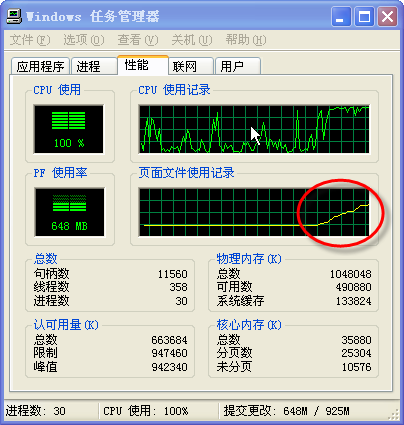 Windows 任务管理器
文件(F) 选项(O) 查看(V) 关机(U) 帮助(H)
应用程序 进程 性能 联网 用户
CPU 使用 CPU 使用记录
100 %
PF 使用率 页面文件使用记录
648 MB
总数 物理内存(K)
句柄数 11560 总数 1048048
线程数 358 可用数 490880
进程数 30 系统缓存 133824
认可用量(K) 核心内存(K)
总数 663684 总数 35880
限制 947460 分页数 25304
峰值 942340 未分页 10576
进程数: 30 CPU 使用: 100% 提交更改: 648M / 925M